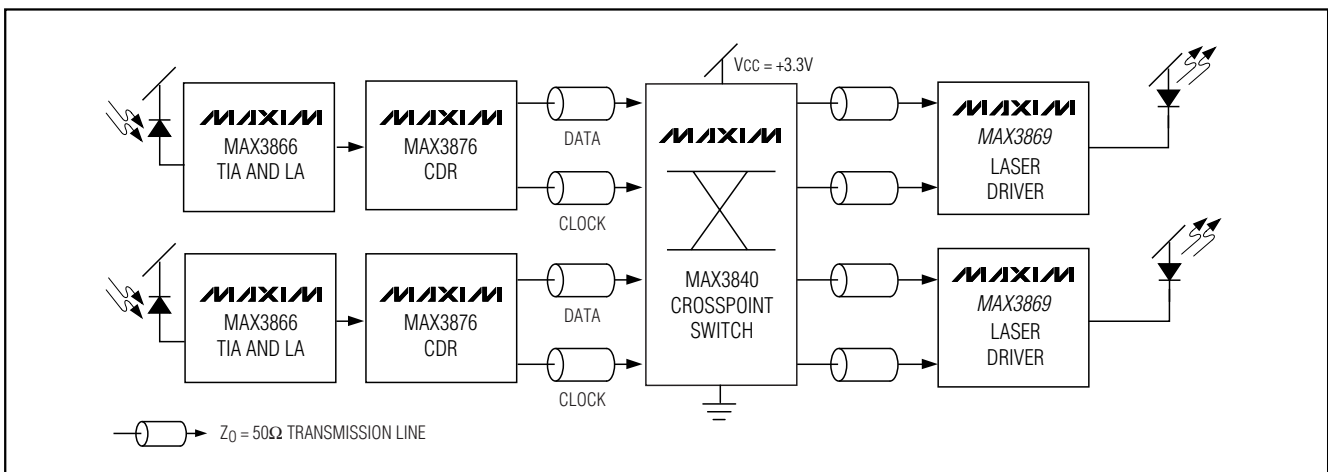 VCC = +3.3V
MAXIM
MAX3866
TIA AND LA
MAXIM
MAX3876
CDR
DATA
CLOCK
MAXIM
MAX3840
CROSSPOINT
SWITCH
MAXIM
MAX3869
LASER
DRIVER
MAXIM
MAX3866
TIA AND LA
MAXIM
MAX3876
CDR
DATA
CLOCK
MAXIM
MAX3869
LASER
DRIVER
Z0 = 50Ω TRANSMISSION LINE